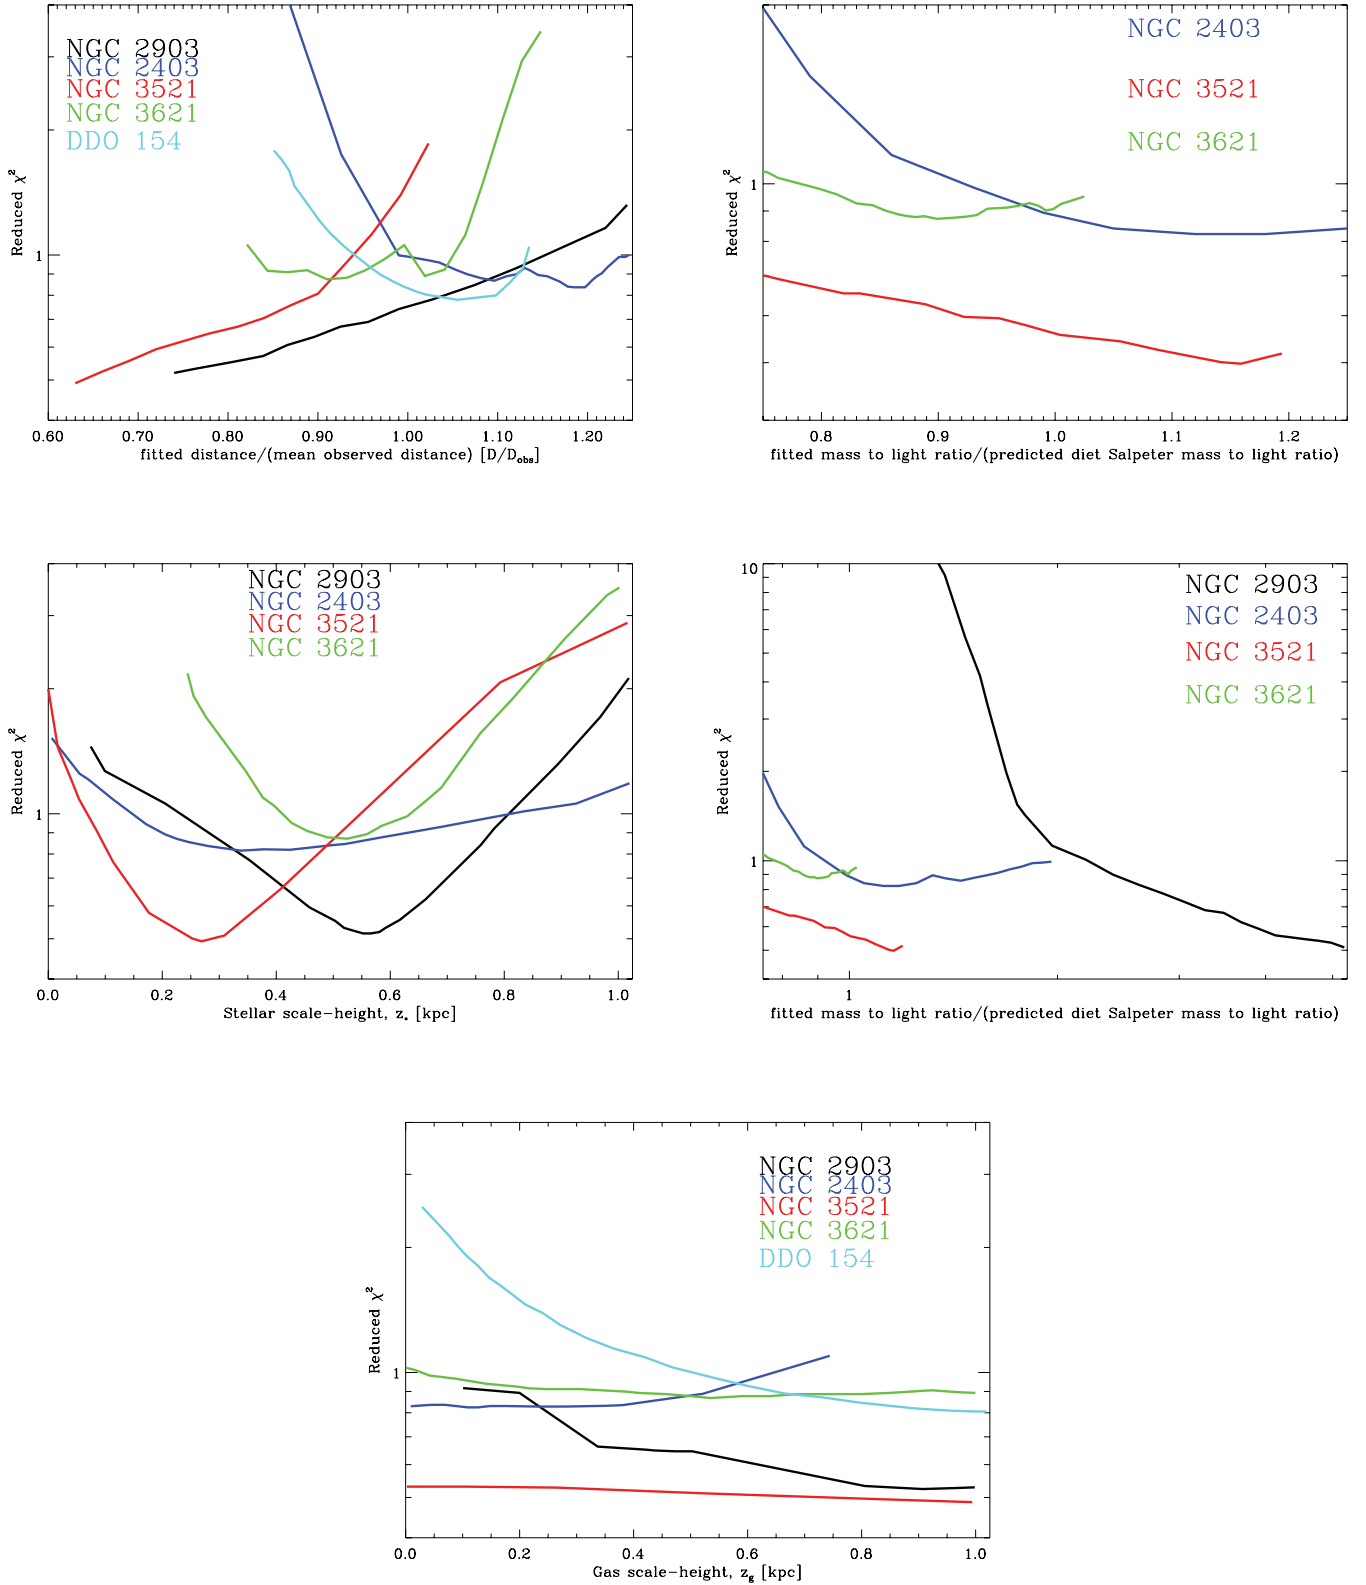 NGC 2903
NGC 2403
NGC 3521
NGC 3621
DDO 154
Reduced χ²
1
0.60 0.70 0.80 0.90 1.00 1.10 1.20
fitted distance/(mean observed distance) [D/D_obs]
NGC 2403
NGC 3521
NGC 3621
Reduced χ²
1
0.8 0.9 1.0 1.1 1.2
fitted mass to light ratio/(predicted diet Salpeter mass to light ratio)
NGC 2903
NGC 2403
NGC 3521
NGC 3621
Reduced χ²
1
0.0 0.2 0.4 0.6 0.8 1.0
Stellar scale-height, z_* [kpc]
10
NGC 2903
NGC 2403
NGC 3521
NGC 3621
Reduced χ²
1
1
fitted mass to light ratio/(predicted diet Salpeter mass to light ratio)
NGC 2903
NGC 2403
NGC 3521
NGC 3621
DDO 154
Reduced χ²
1
0.0 0.2 0.4 0.6 0.8 1.0
Gas scale-height, z_g [kpc]